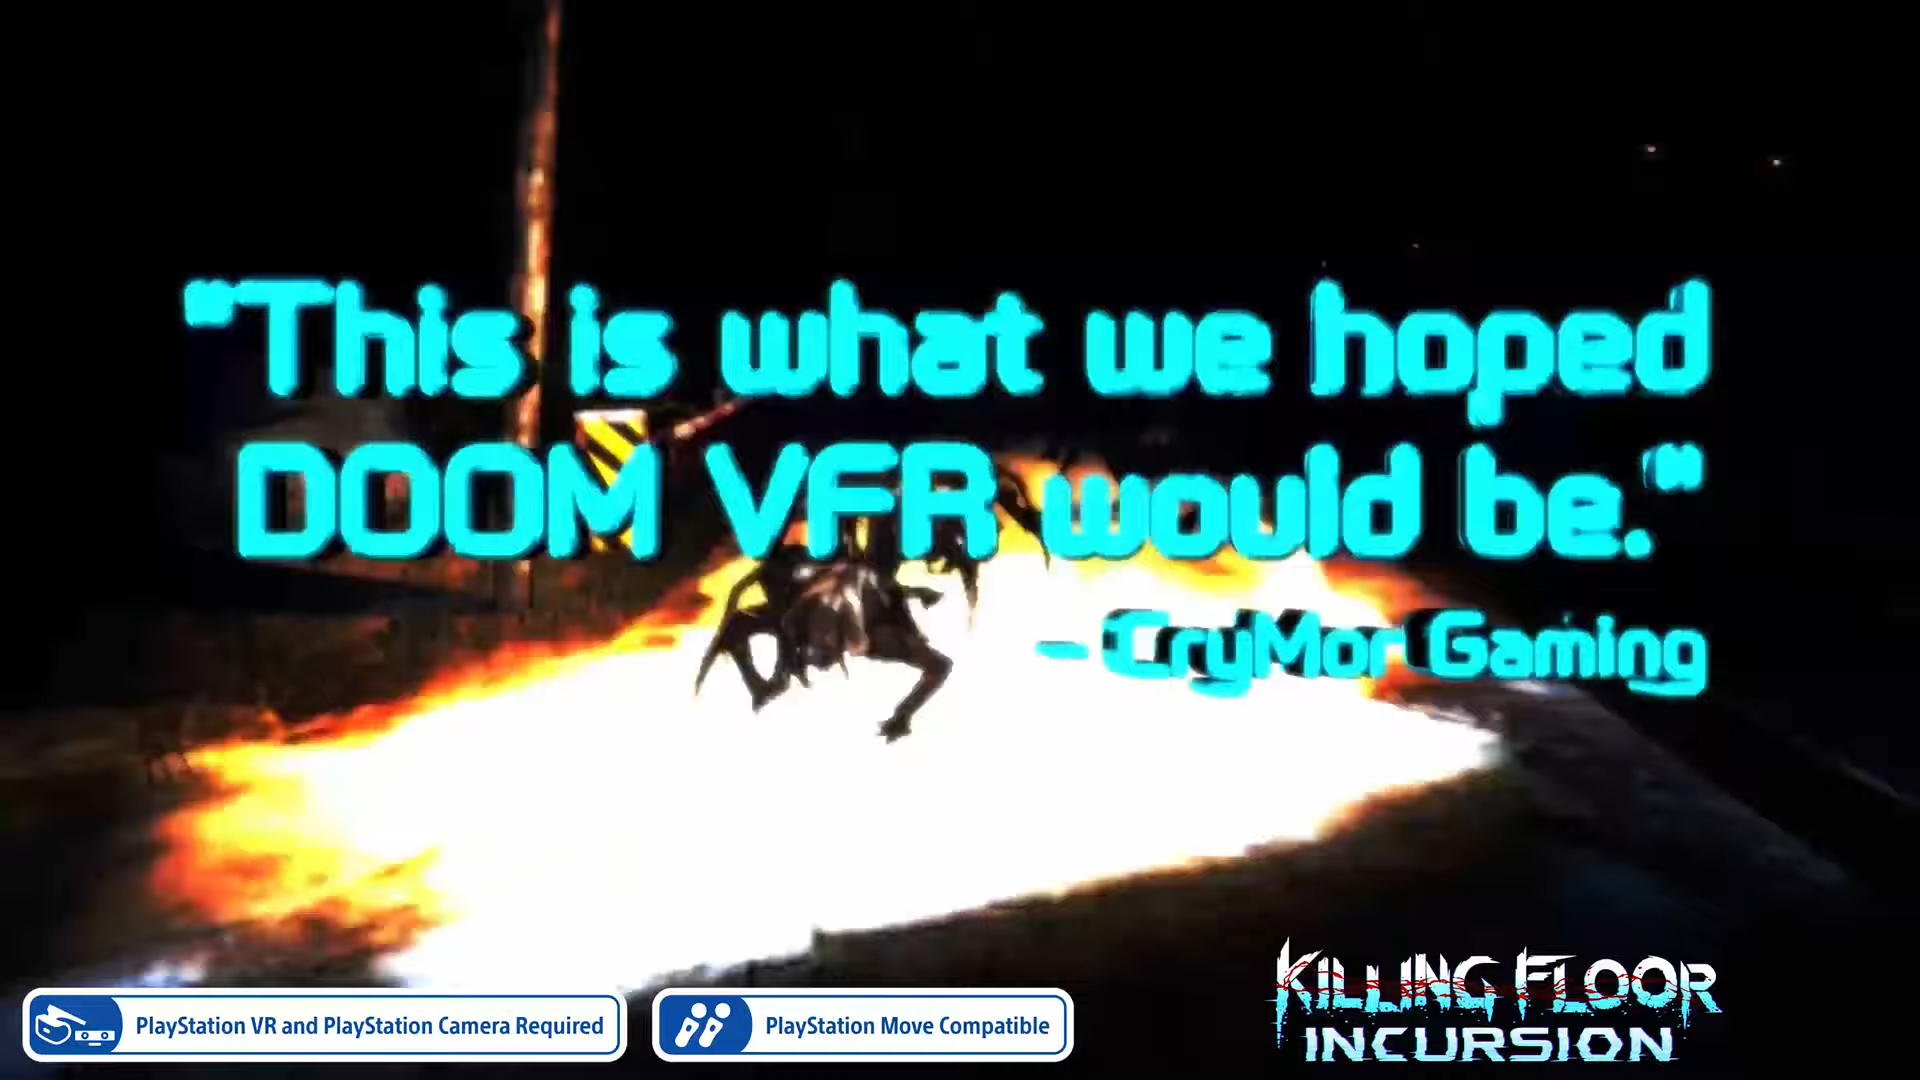 "This is what we hoped
DOOM VFR would be."
- CryMor Gaming
PlayStation VR and PlayStation Camera Required
PlayStation Move Compatible
KILLING FLOOR
INCURSION